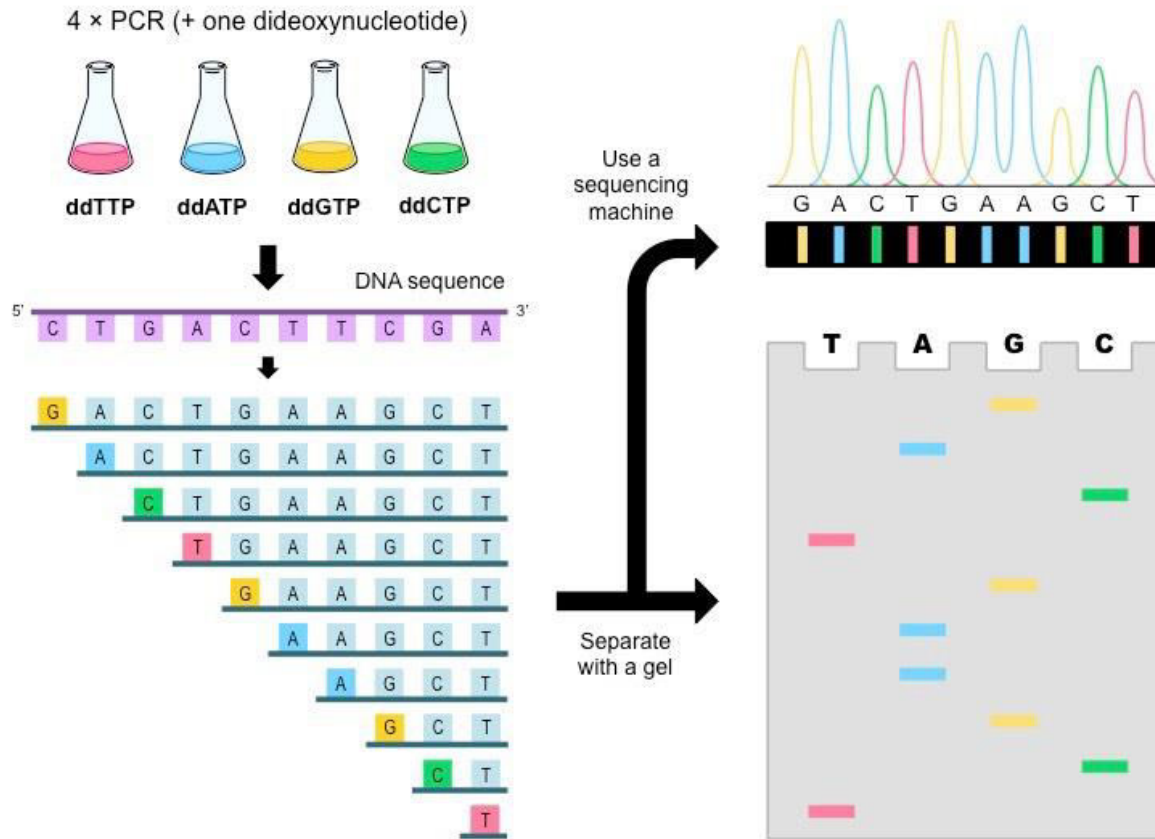 4 × PCR (+ one dideoxynucleotide)
ddTTP ddATP ddGTP ddCTP
DNA sequence
5’ 3’
C T G A C T T C G A
G A C T G A A G C T
A C T G A A G C T
C T G A A G C T
T G A A G C T
G A A G C T
A A G C T
A G C T
G C T
C T
T
Use a
sequencing
machine
Separate
with a gel
G A C T G A A G C T
T A G C